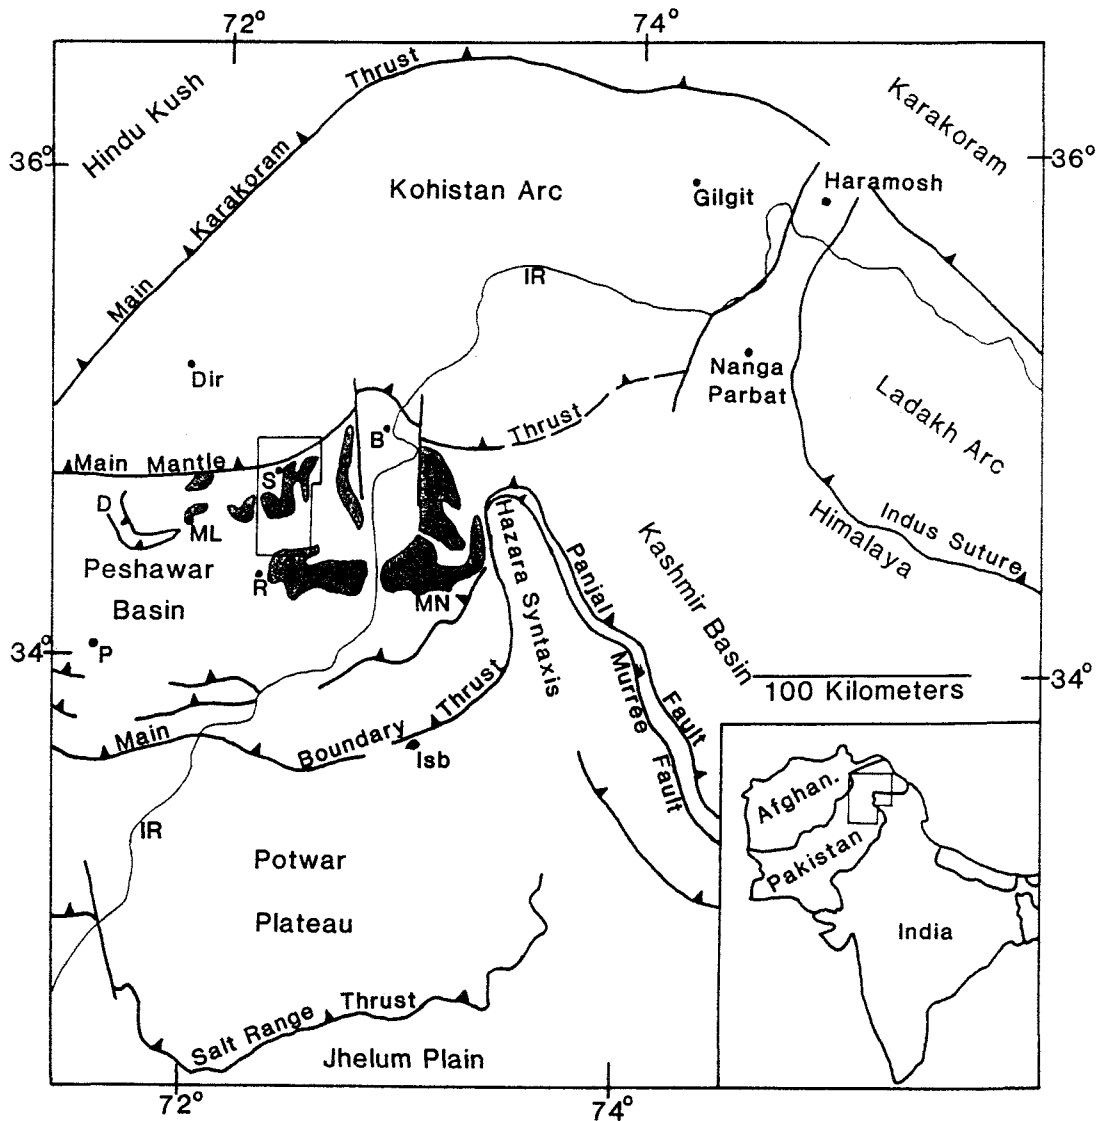 72°
74°
Hindu Kush
Main Karakoram Thrust
Karakoram
36°
36°
Kohistan Arc
Gilgit
Haramosh
IR
Dir
Nanga
Parbat
Ladakh Arc
Main Mantle Thrust
B
S
D
ML
Peshawar
Basin
R
MN
Hazara Syntaxis
Panjal Fault
Murree Fault
Kashmir Basin
Himalaya
Indus Suture
34°
34°
P
100 Kilometers
Main Boundary Thrust
Isb
IR
Potwar
Plateau
Salt Range Thrust
Jhelum Plain
Afghan.
Pakistan
India
72°
74°